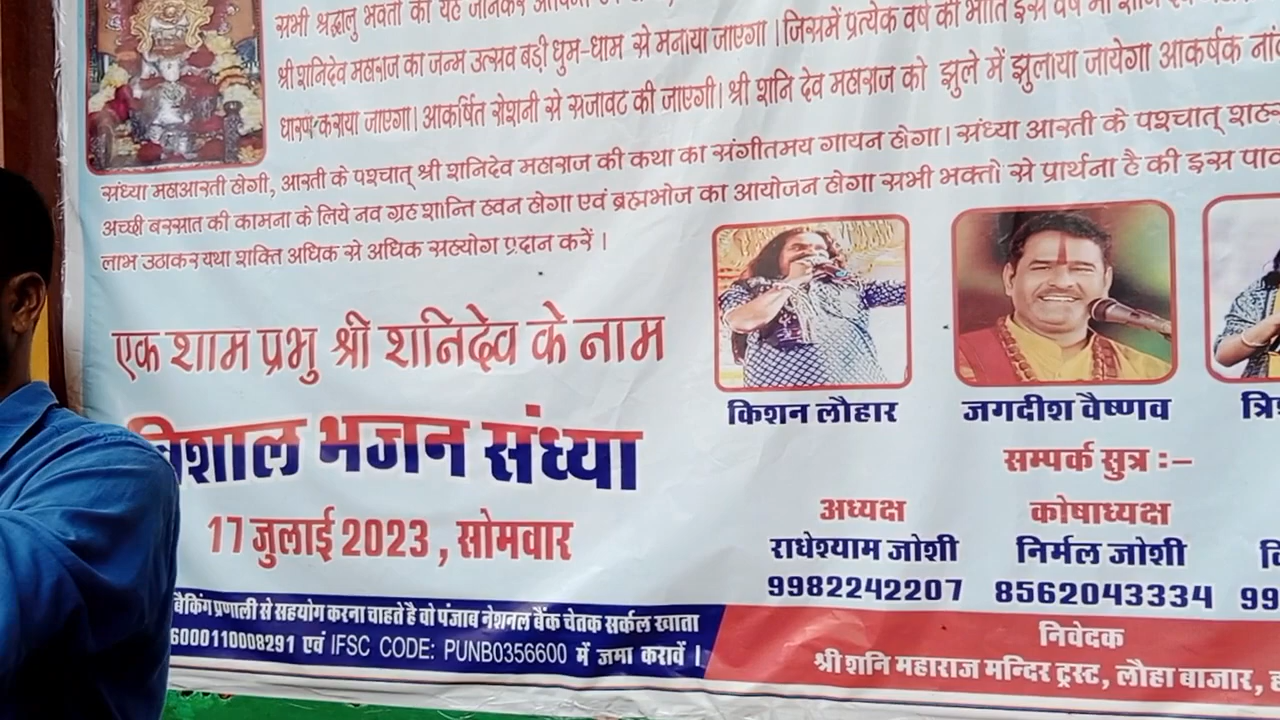 सभी श्रद्धालु भक्तों को यह जानकर
श्री शनिदेव महाराज का जन्म उत्सव बड़ी धुम-धाम से मनाया जाएगा । जिसमें प्रत्येक वर्ष की भांति इस वर्ष भी
धारण कराया जाएगा। आकर्षित रोशनी से सजावट की जाएगी। श्री शनि देव महाराज को झुले में झुलाया जायेगा आकर्षक
संध्या महाआरती होगी, आरती के पश्चात् श्री शनिदेव महाराज की कथा का संगीतमय गायन होगा। संध्या आरती के पश्चात्
अच्छी बरसात की कामना के लिये नव ग्रह शान्ति हवन होगा एवं ब्रह्मभोज का आयोजन होगा सभी भक्तो से प्रार्थना है की इस
लाभ उठाकर यथा शक्ति अधिक से अधिक सहयोग प्रदान करें ।
एक शाम प्रभु श्री शनिदेव के नाम
विशाल भजन संध्या
17 जुलाई 2023 , सोमवार
किशन लौहार
जगदीश वैष्णव
सम्पर्क सुत्र :–
अध्यक्ष
राधेश्याम जोशी
9982242207
कोषाध्यक्ष
निर्मल जोशी
8562043334
99
बैकिंग प्रणाली से सहयोग करना चाहते है वो पंजाब नेशनल बैंक चेतक सर्कल खाता
6000110008291 एवं IFSC CODE: PUNB0356600 में जमा करावें ।
निवेदक
श्री शनि महाराज मन्दिर ट्रस्ट, लौहा बाजार,